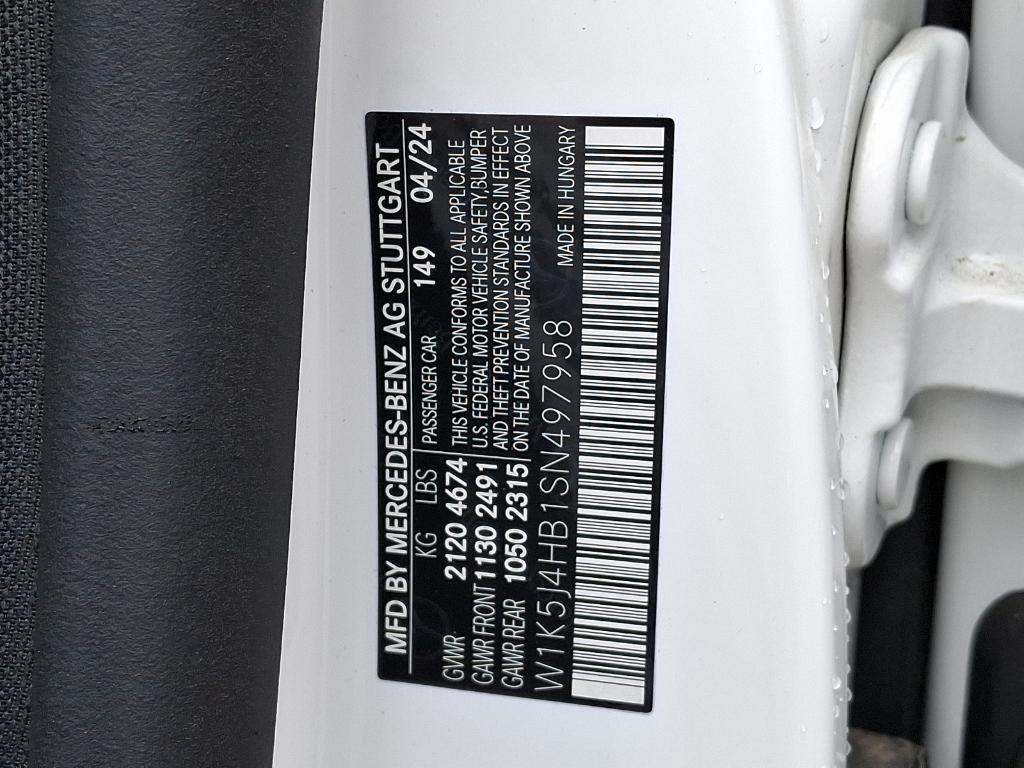 MFD BY MERCEDES-BENZ AG STUTTGART
KG LBS PASSENGER CAR 149 04/24
GVWR 2120 4674 THIS VEHICLE CONFORMS TO ALL APPLICABLE
GAWR FRONT 1130 2491 U.S. FEDERAL MOTOR VEHICLE SAFETY, BUMPER
GAWR REAR 1050 2315 AND THEFT PREVENTION STANDARDS IN EFFECT
ON THE DATE OF MANUFACTURE SHOWN ABOVE
W1K5J4HB1SN497958 MADE IN HUNGARY